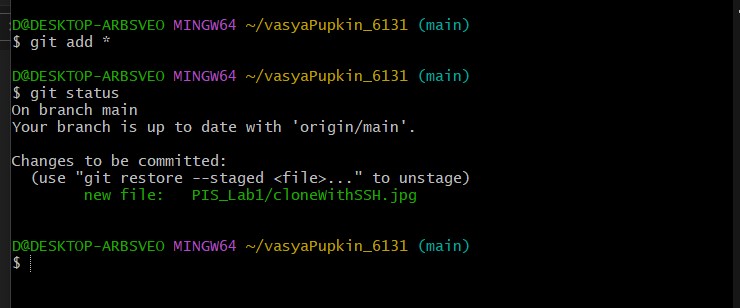 D@DESKTOP-ARBSVEO MINGW64 ~/vasyaPupkin_6131 (main)
$ git add *
D@DESKTOP-ARBSVEO MINGW64 ~/vasyaPupkin_6131 (main)
$ git status
On branch main
Your branch is up to date with 'origin/main'.
Changes to be committed:
  (use "git restore --staged <file>..." to unstage)
        new file:   PIS_Lab1/cloneWithSSH.jpg
D@DESKTOP-ARBSVEO MINGW64 ~/vasyaPupkin_6131 (main)
$